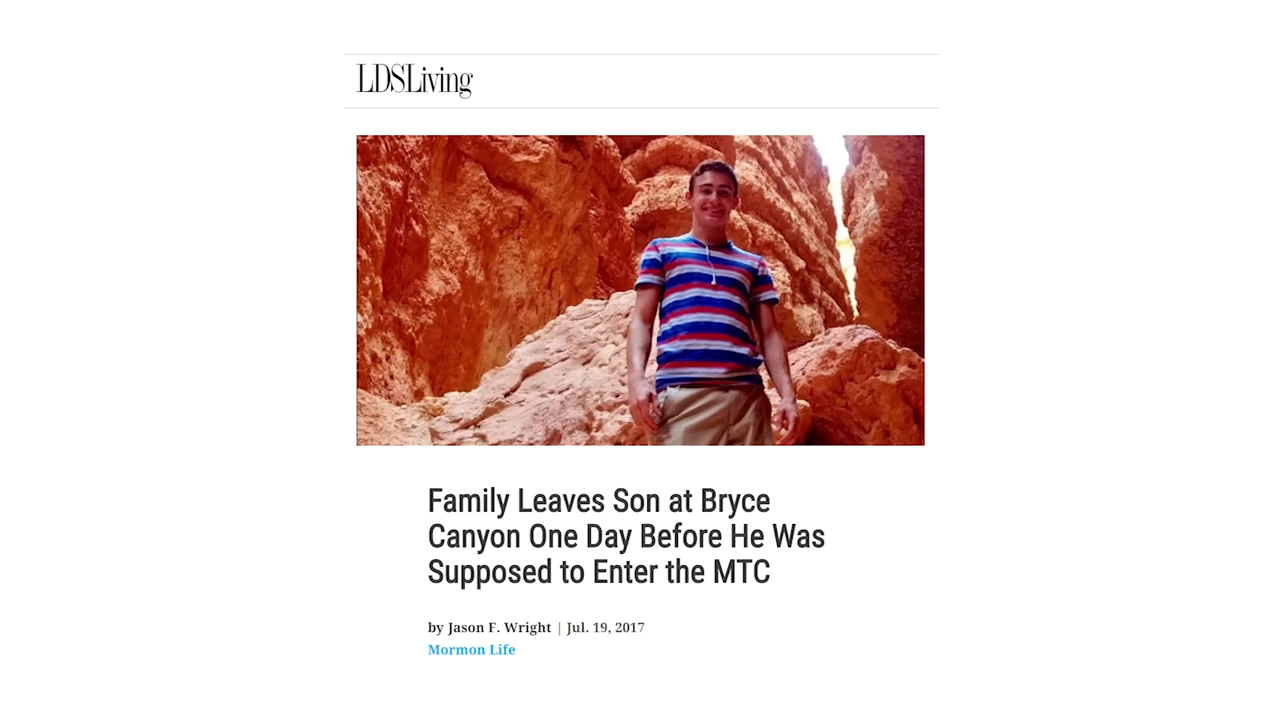 LDSLiving
Family Leaves Son at Bryce
Canyon One Day Before He Was
Supposed to Enter the MTC
by Jason F. Wright | Jul. 19, 2017
Mormon Life